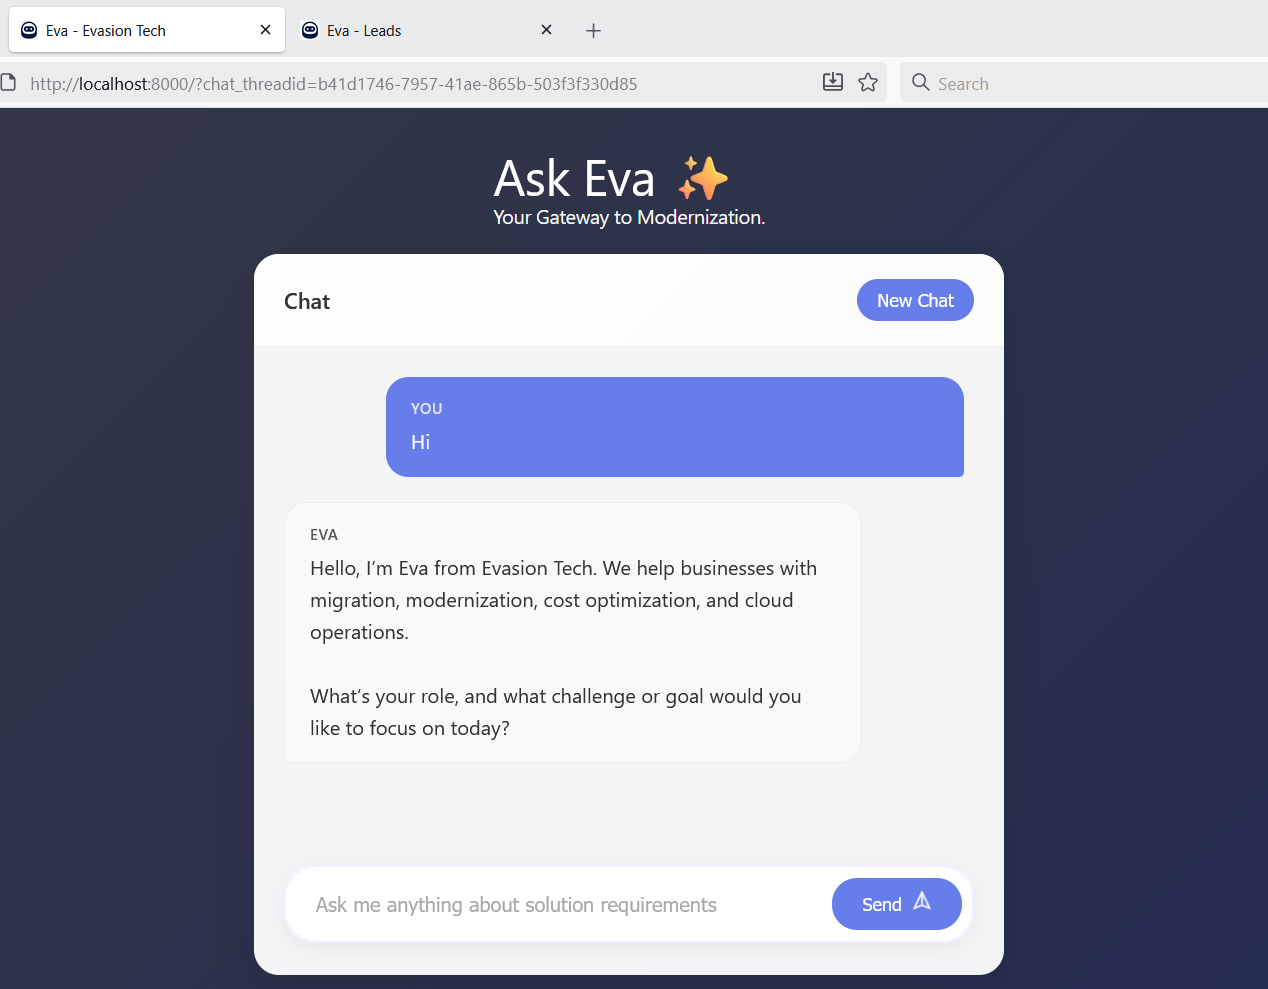 Eva - Evasion Tech
Eva - Leads
http://localhost:8000/?chat_threadid=b41d1746-7957-41ae-865b-503f3f330d85
Search
Ask Eva ✨
Your Gateway to Modernization.
Chat
New Chat
YOU
Hi
EVA
Hello, I’m Eva from Evasion Tech. We help businesses with
migration, modernization, cost optimization, and cloud
operations.
What’s your role, and what challenge or goal would you
like to focus on today?
Ask me anything about solution requirements
Send